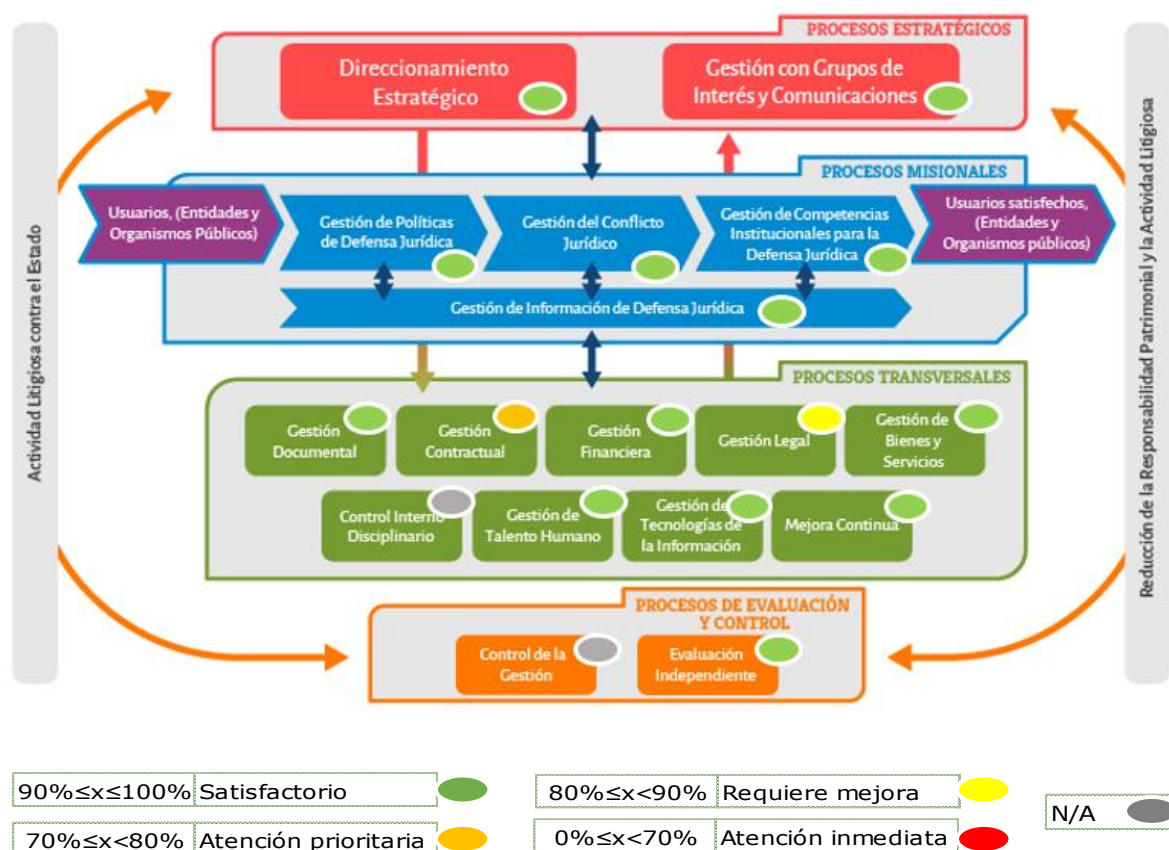 PROCESOS ESTRATÉGICOS
Direccionamiento
Estratégico
Gestión con Grupos de
Interés y Comunicaciones
Actividad Litigiosa contra el Estado
Reducción de la Responsabilidad Patrimonial y la Actividad Litigiosa
PROCESOS MISIONALES
Usuarios, (Entidades y
Organismos Públicos)
Gestión de Políticas
de Defensa Jurídica
Gestión del Conflicto
Jurídico
Gestión de Competencias
Institucionales para la
Defensa Jurídica
Usuarios satisfechos,
(Entidades y
Organismos públicos)
Gestión de Información de Defensa Jurídica
PROCESOS TRANSVERSALES
Gestión
Documental
Gestión
Contractual
Gestión
Financiera
Gestión Legal
Gestión de
Bienes y
Servicios
Control Interno
Disciplinario
Gestión de
Talento Humano
Gestión de
Tecnologías de
la Información
Mejora Continua
PROCESOS DE EVALUACIÓN
Y CONTROL
Control de la
Gestión
Evaluación
Independiente
90%≤x≤100% Satisfactorio
80%≤x<90% Requiere mejora
N/A
70%≤x<80% Atención prioritaria
0%≤x<70% Atención inmediata